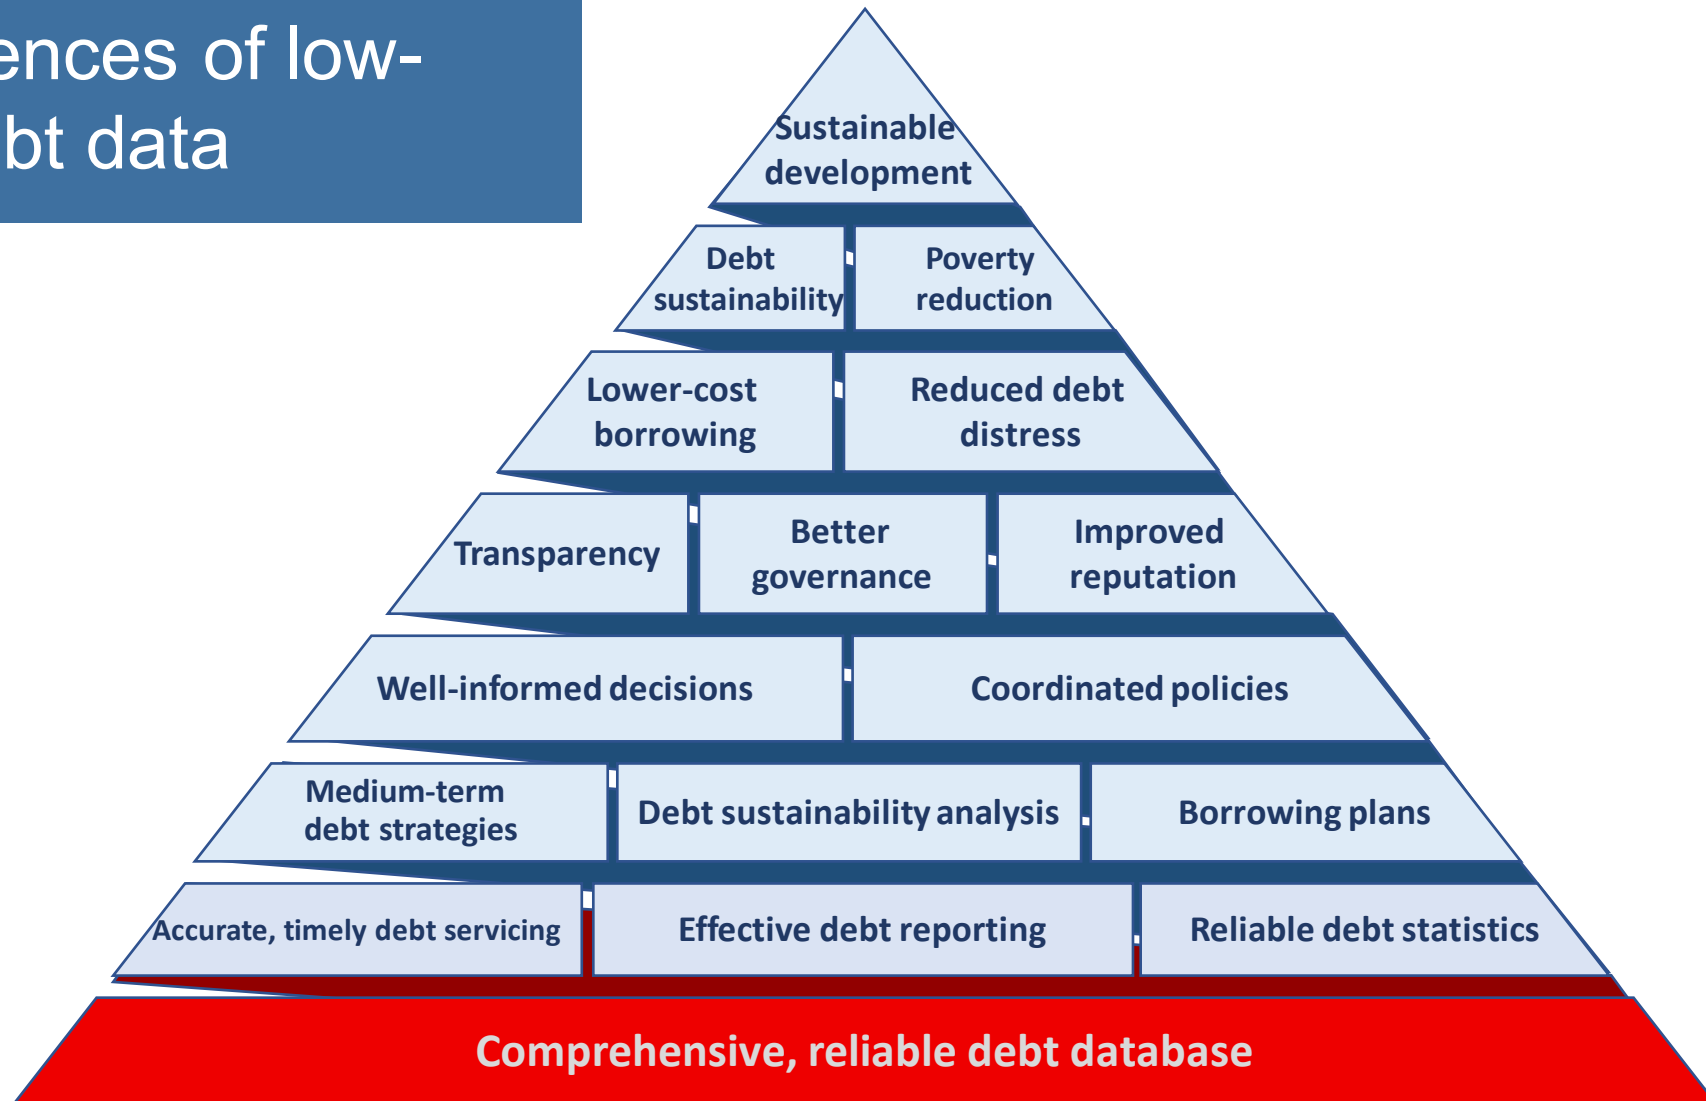 ences of low-
bt data
Sustainable
development
Debt
sustainability
Poverty
reduction
Lower-cost
borrowing
Reduced debt
distress
Transparency
Better
governance
Improved
reputation
Well-informed decisions
Coordinated policies
Medium-term
debt strategies
Debt sustainability analysis
Borrowing plans
Accurate, timely debt servicing
Effective debt reporting
Reliable debt statistics
Comprehensive, reliable debt database